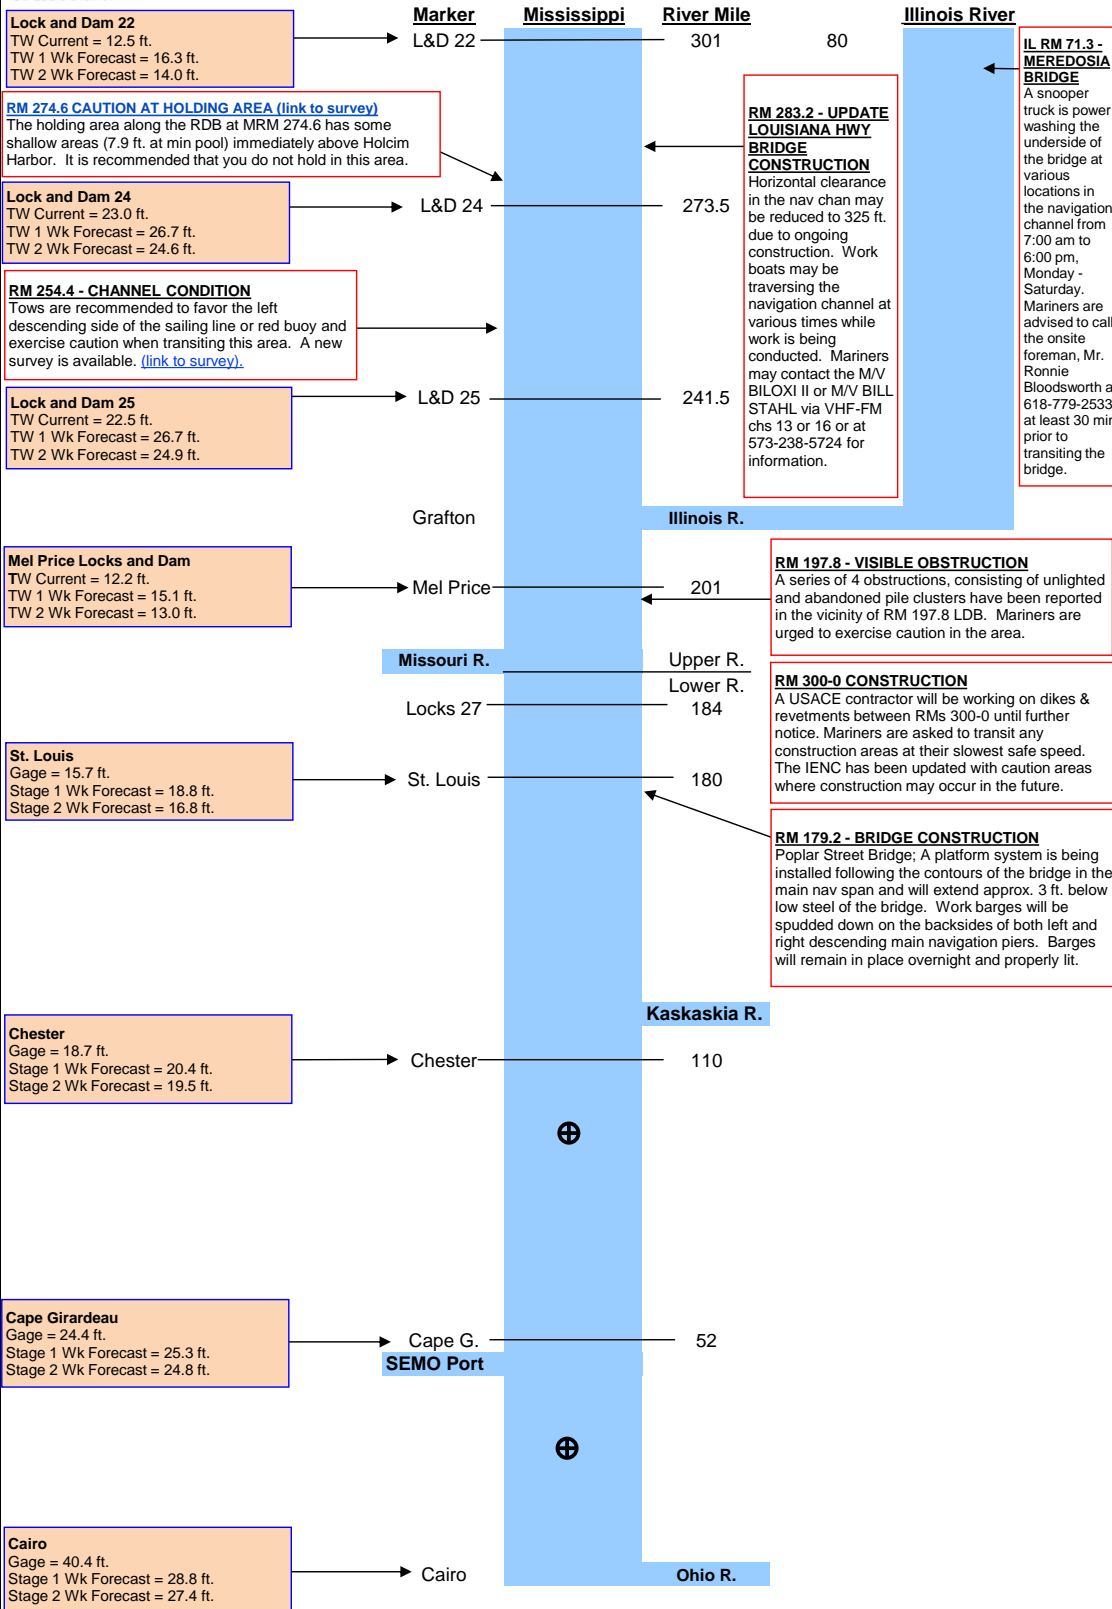 Marker Mississippi River Mile Illinois River
Lock and Dam 22
TW Current = 12.5 ft.
TW 1 Wk Forecast = 16.3 ft.
TW 2 Wk Forecast = 14.0 ft.
L&D 22 301 80
IL RM 71.3 -
MEREDOSIA
BRIDGE
A snooper
truck is power
washing the
underside of
the bridge at
various
locations in
the navigation
channel from
7:00 am to
6:00 pm,
Monday -
Saturday.
Mariners are
advised to call
the onsite
foreman, Mr.
Ronnie
Bloodsworth a
618-779-2533
at least 30 min
prior to
transiting the
bridge.
RM 274.6 CAUTION AT HOLDING AREA (link to survey)
The holding area along the RDB at MRM 274.6 has some
shallow areas (7.9 ft. at min pool) immediately above Holcim
Harbor. It is recommended that you do not hold in this area.
RM 283.2 - UPDATE
LOUISIANA HWY
BRIDGE
CONSTRUCTION
Horizontal clearance
in the nav chan may
be reduced to 325 ft.
due to ongoing
construction. Work
boats may be
traversing the
navigation channel at
various times while
work is being
conducted. Mariners
may contact the M/V
BILOXI II or M/V BILL
STAHL via VHF-FM
chs 13 or 16 or at
573-238-5724 for
information.
Lock and Dam 24
TW Current = 23.0 ft.
TW 1 Wk Forecast = 26.7 ft.
TW 2 Wk Forecast = 24.6 ft.
L&D 24 273.5
RM 254.4 - CHANNEL CONDITION
Tows are recommended to favor the left
descending side of the sailing line or red buoy and
exercise caution when transiting this area. A new
survey is available. (link to survey).
Lock and Dam 25
TW Current = 22.5 ft.
TW 1 Wk Forecast = 26.7 ft.
TW 2 Wk Forecast = 24.9 ft.
L&D 25 241.5
Grafton Illinois R.
Mel Price Locks and Dam
TW Current = 12.2 ft.
TW 1 Wk Forecast = 15.1 ft.
TW 2 Wk Forecast = 13.0 ft.
Mel Price 201
RM 197.8 - VISIBLE OBSTRUCTION
A series of 4 obstructions, consisting of unlighted
and abandoned pile clusters have been reported
in the vicinity of RM 197.8 LDB. Mariners are
urged to exercise caution in the area.
Missouri R. Upper R.
Lower R.
Locks 27 184
RM 300-0 CONSTRUCTION
A USACE contractor will be working on dikes &
revetments between RMs 300-0 until further
notice. Mariners are asked to transit any
construction areas at their slowest safe speed.
The IENC has been updated with caution areas
where construction may occur in the future.
St. Louis
Gage = 15.7 ft.
Stage 1 Wk Forecast = 18.8 ft.
Stage 2 Wk Forecast = 16.8 ft.
St. Louis 180
RM 179.2 - BRIDGE CONSTRUCTION
Poplar Street Bridge; A platform system is being
installed following the contours of the bridge in the
main nav span and will extend approx. 3 ft. below
low steel of the bridge. Work barges will be
spudded down on the backsides of both left and
right descending main navigation piers. Barges
will remain in place overnight and properly lit.
Kaskaskia R.
Chester
Gage = 18.7 ft.
Stage 1 Wk Forecast = 20.4 ft.
Stage 2 Wk Forecast = 19.5 ft.
Chester 110
Cape Girardeau
Gage = 24.4 ft.
Stage 1 Wk Forecast = 25.3 ft.
Stage 2 Wk Forecast = 24.8 ft.
Cape G. 52
SEMO Port
Cairo
Gage = 40.4 ft.
Stage 1 Wk Forecast = 28.8 ft.
Stage 2 Wk Forecast = 27.4 ft.
Cairo Ohio R.